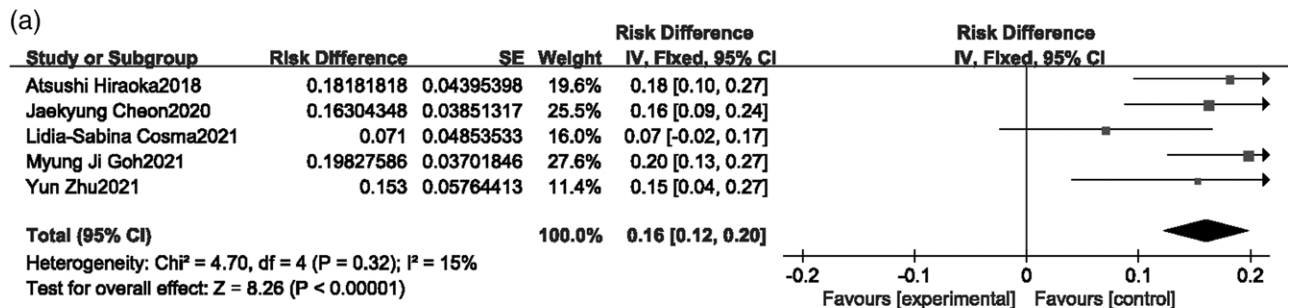 (a)
Risk Difference Risk Difference
Study or Subgroup Risk Difference SE Weight IV, Fixed, 95% CI IV, Fixed, 95% CI
Atsushi Hiraoka2018 0.18181818 0.04395398 19.6% 0.18 [0.10, 0.27]
Jaekyung Cheon2020 0.16304348 0.03851317 25.5% 0.16 [0.09, 0.24]
Lidia-Sabina Cosma2021 0.071 0.04853533 16.0% 0.07 [-0.02, 0.17]
Myung Ji Goh2021 0.19827586 0.03701846 27.6% 0.20 [0.13, 0.27]
Yun Zhu2021 0.153 0.05764413 11.4% 0.15 [0.04, 0.27]
Total (95% CI) 100.0% 0.16 [0.12, 0.20]
Heterogeneity: Chi² = 4.70, df = 4 (P = 0.32); I² = 15%
Test for overall effect: Z = 8.26 (P < 0.00001)
-0.2 -0.1 0 0.1 0.2
Favours [experimental] Favours [control]